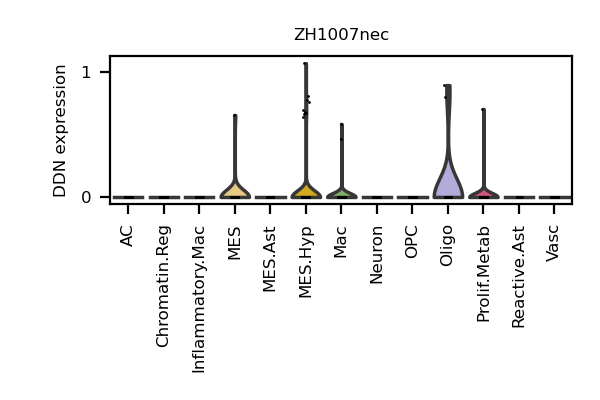 ZH1007nec
DDN expression
1
0
AC
Chromatin.Reg
Inflammatory.Mac
MES
MES.Ast
MES.Hyp
Mac
Neuron
OPC
Oligo
Prolif.Metab
Reactive.Ast
Vasc